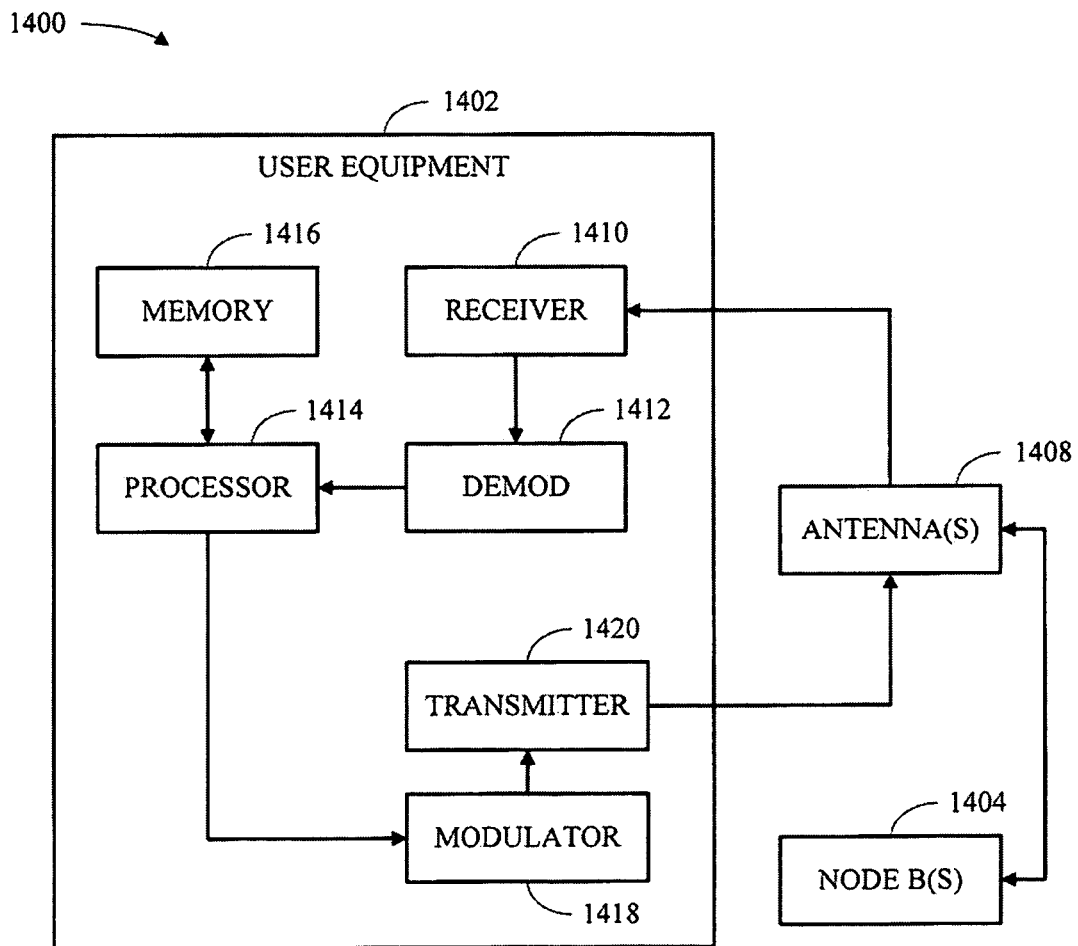 1400
1402
USER EQUIPMENT
1416
1410
MEMORY
RECEIVER
1414
1412
1408
PROCESSOR
DEMOD
ANTENNA(S)
1420
TRANSMITTER
1404
MODULATOR
NODE B(S)
1418